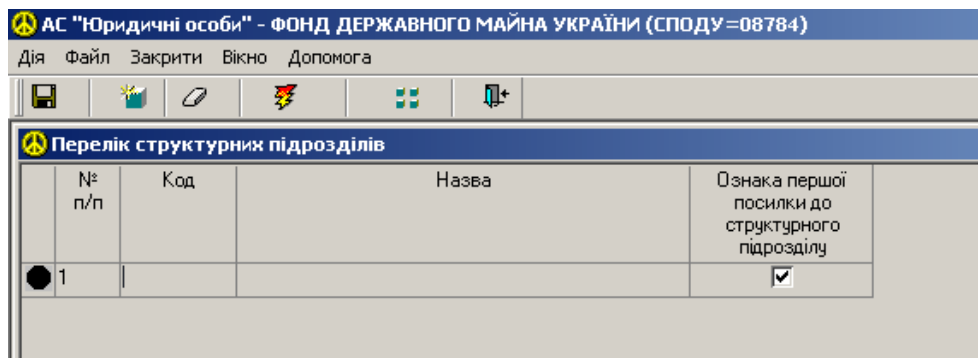 АС "Юридичні особи" - ФОНД ДЕРЖАВНОГО МАЙНА УКРАЇНИ (СПОДУ=08784)
Дія Файл Закрити Вікно Допомога
Перелік структурних підрозділів
№ п/п
Код
Назва
Ознака першої
посилки до
структурного
підрозділу
1